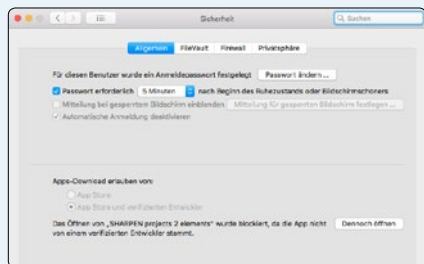 Sicherheit
Suchen
Allgemein FileVault Firewall Privatsphäre
Für diesen Benutzer wurde ein Anmeldepasswort festgelegt Passwort ändern ...
Passwort erforderlich 5 Minuten nach Beginn des Ruhezustands oder Bildschirmschoners
Mitteilung bei gesperrtem Bildschirm einblenden Mitteilung für gesperrten Bildschirm festlegen ...
Automatische Anmeldung deaktivieren
Apps-Download erlauben von:
App Store
App Store und verifizierten Entwickler
Das Öffnen von „SHARPEN projects 2 elements“ wurde blockiert, da die App nicht
von einem verifizierten Entwickler stammt.
Dennoch öffnen